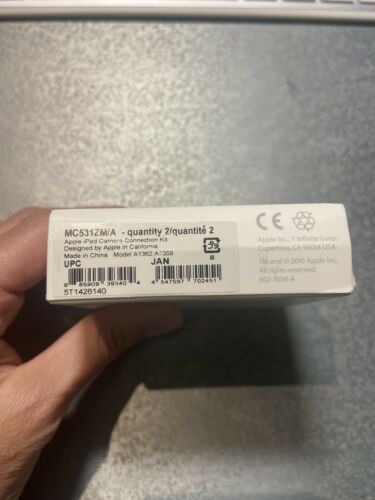 MC531ZM/A - quantity 2/quantité 2
Apple iPad Camera Connection Kit
Designed by Apple in California
Made in China Model A1362,A1358
UPC JAN
8 85909 39340 4 4 547597 702451
5T1426140
CE
Apple Inc., 1 Infinite Loop,
Cupertino, CA 95014 USA
TM and © 2010 Apple Inc.
All rights reserved.
602-7034-A